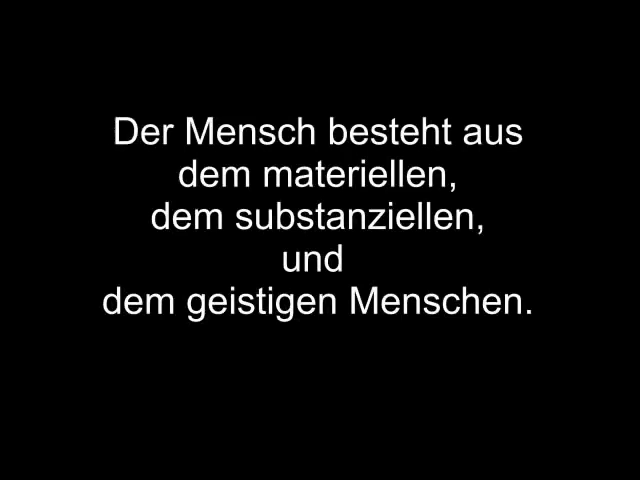 Der Mensch besteht aus
dem materiellen,
dem substanziellen,
und
dem geistigen Menschen.